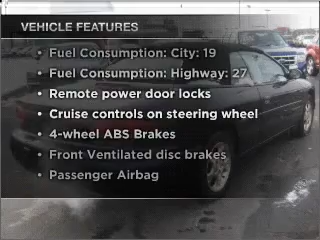 VEHICLE FEATURES
• Fuel Consumption: City: 19
• Fuel Consumption: Highway: 27
• Remote power door locks
• Cruise controls on steering wheel
• 4-wheel ABS Brakes
• Front Ventilated disc brakes
• Passenger Airbag